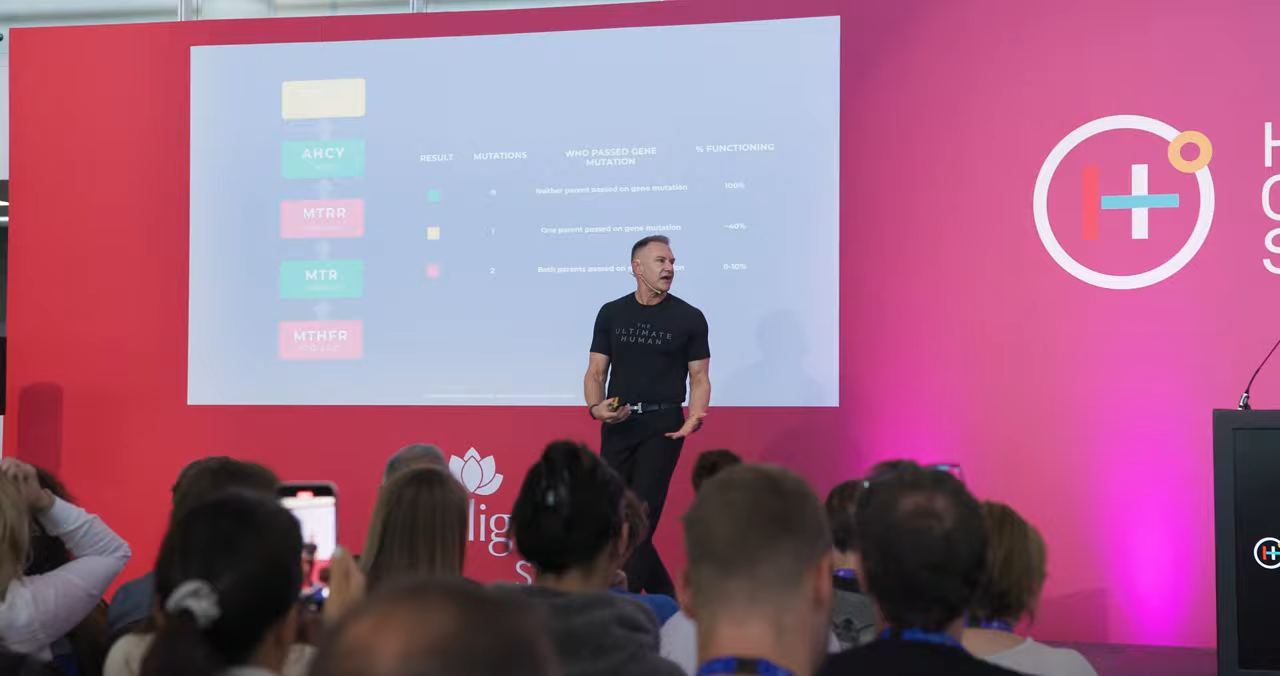 AHCY
MTRR
MTR
MTHFR
RESULT
MUTATIONS
WHO PASSED GENE
MUTATION
% FUNCTIONING
0
Neither parent passed on gene mutation
100%
1
One parent passed on gene mutation
~40%
2
Both parents passed on
0-10%
THE
ULTIMATE
HUMAN
H
H
O
S
lig
S